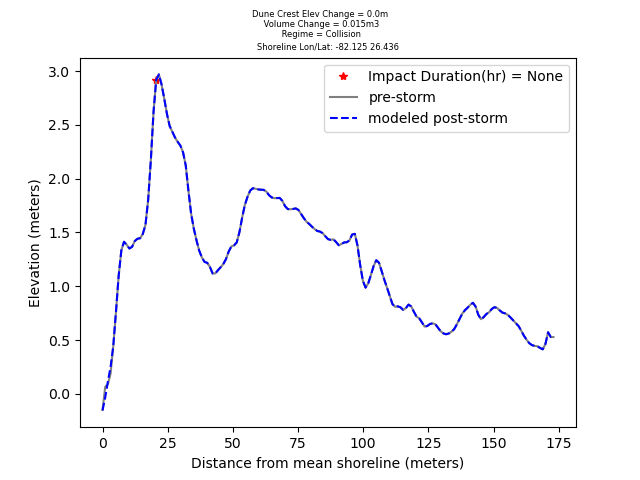 Dune Crest Elev Change = 0.0m
Volume Change = 0.015m3
Regime = Collision
Shoreline Lon/Lat: -82.125 26.436
Impact Duration(hr) = None
pre-storm
modeled post-storm
Elevation (meters)
3.0
2.5
2.0
1.5
1.0
0.5
0.0
0 25 50 75 100 125 150 175
Distance from mean shoreline (meters)